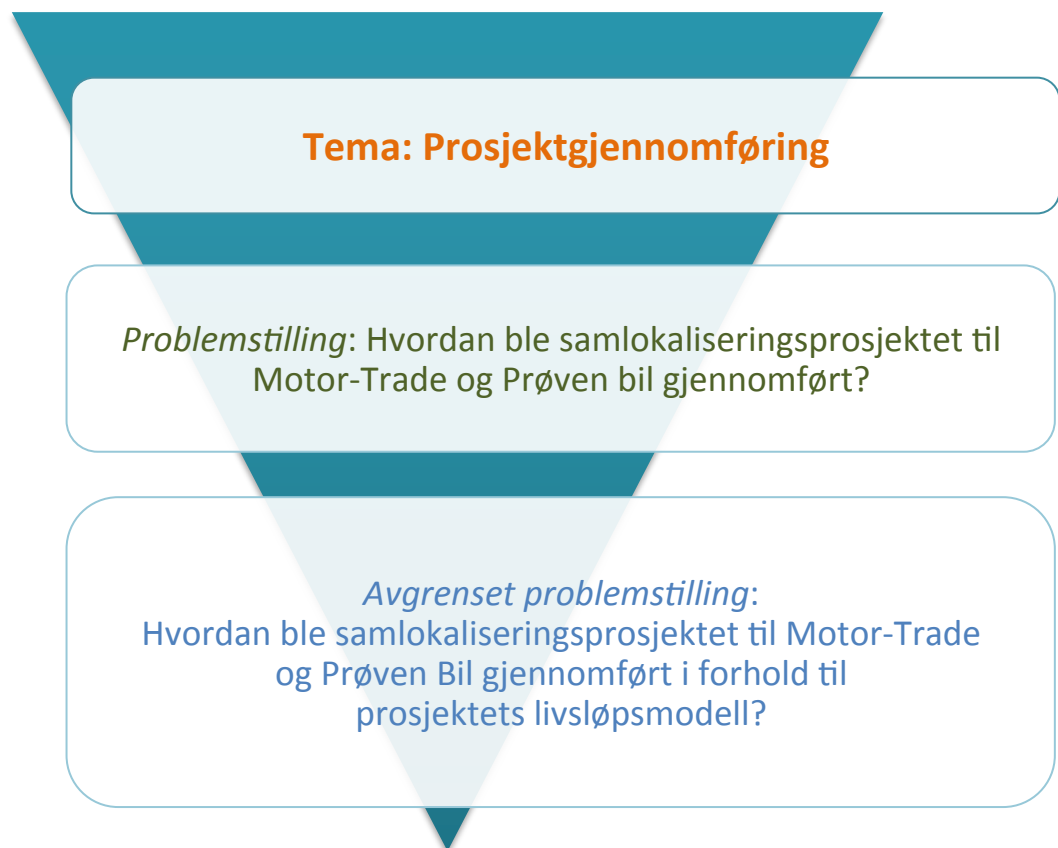 Tema: Prosjektgjennomføring
Problemstilling: Hvordan ble samlokaliseringsprosjektet til
Motor-Trade og Prøven bil gjennomført?
Avgrenset problemstilling:
Hvordan ble samlokaliseringsprosjektet til Motor-Trade
og Prøven Bil gjennomført i forhold til
prosjektets livsløpsmodell?